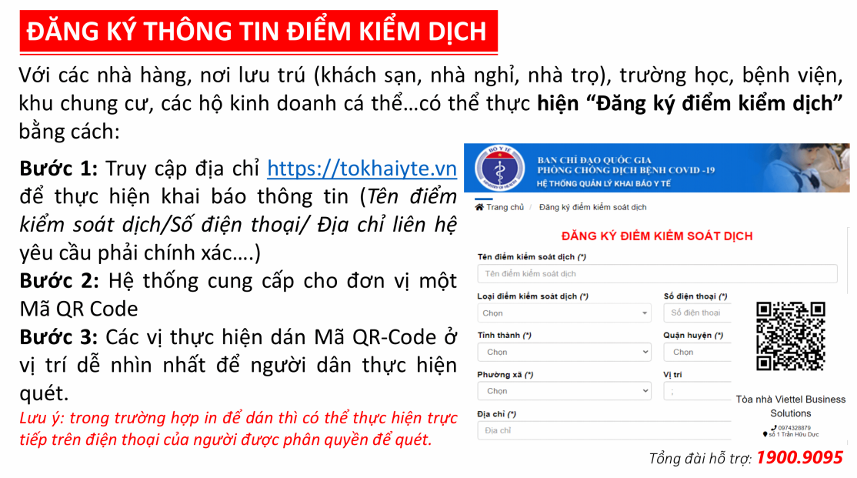 ĐĂNG KÝ THÔNG TIN ĐIỂM KIỂM DỊCH
Với các nhà hàng, nơi lưu trú (khách sạn, nhà nghỉ, nhà trọ), trường học, bệnh viện,
khu chung cư, các hộ kinh doanh cá thể...có thể thực hiện “Đăng ký điểm kiểm dịch”
bằng cách:
Bước 1: Truy cập địa chỉ https://tokhaiyte.vn
để thực hiện khai báo thông tin (Tên điểm
kiểm soát dịch/Số điện thoại/ Địa chỉ liên hệ
yêu cầu phải chính xác....)
Bước 2: Hệ thống cung cấp cho đơn vị một
Mã QR Code
Bước 3: Các vị thực hiện dán Mã QR-Code ở
vị trí dễ nhìn nhất để người dân thực hiện
quét.
Lưu ý: trong trường hợp in để dán thì có thể thực hiện trực
tiếp trên điện thoại của người được phân quyền để quét.
BỘ Y TẾ
MINISTRY OF HEALTH
BAN CHỈ ĐẠO QUỐC GIA
PHÒNG CHỐNG DỊCH BỆNH COVID -19
HỆ THỐNG QUẢN LÝ KHAI BÁO Y TẾ
Trang chủ / Đăng ký điểm kiểm soát dịch
ĐĂNG KÝ ĐIỂM KIỂM SOÁT DỊCH
Tên điểm kiểm soát dịch (*)
Tên điểm kiểm soát dịch
Loại điểm kiểm soát dịch (*) Số điện thoại (*)
Chọn Số điện thoại
Tỉnh thành (*) Quận huyện (*)
Chọn Chọn
Phường xã (*) Vị trí
Chọn ;
Địa chỉ (*)
Địa chỉ
Tòa nhà Viettel Business
Solutions
0974328879
số 1 Trần Hữu Dực
Tổng đài hỗ trợ: 1900.9095